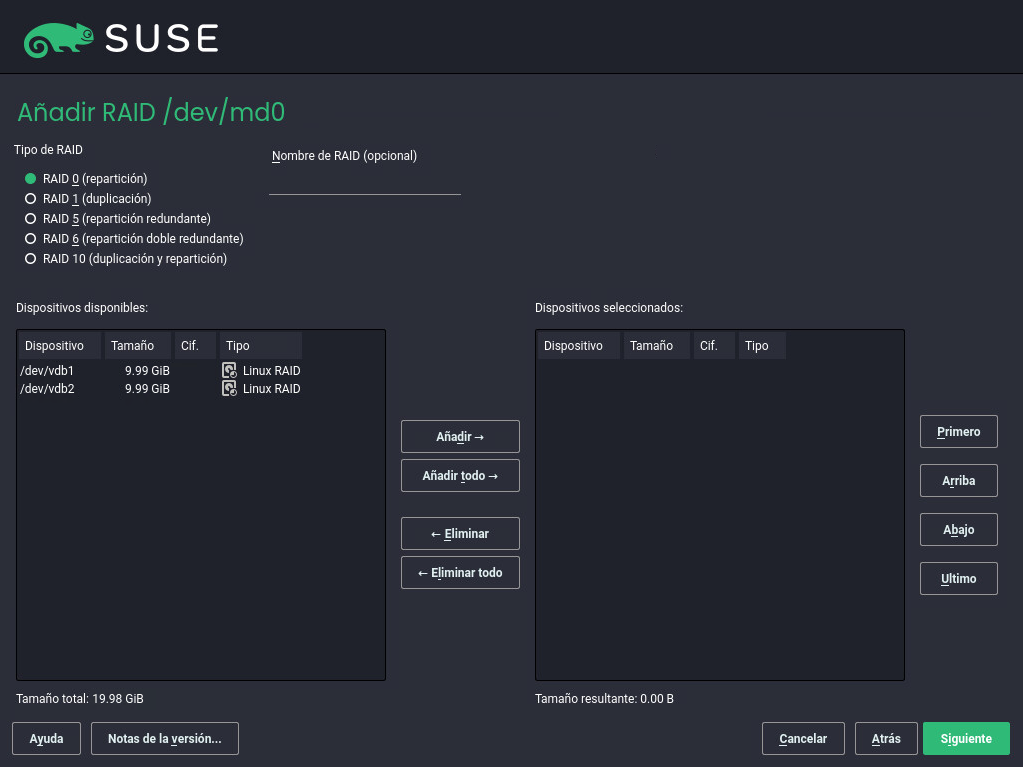 SUSE
Añadir RAID /dev/md0
Tipo de RAID
RAID 0 (repartición)
RAID 1 (duplicación)
RAID 5 (repartición redundante)
RAID 6 (repartición doble redundante)
RAID 10 (duplicación y repartición)
Nombre de RAID (opcional)
Dispositivos disponibles:
Dispositivo Tamaño Cif. Tipo
/dev/vdb1 9.99 GiB Linux RAID
/dev/vdb2 9.99 GiB Linux RAID
Tamaño total: 19.98 GiB
Añadir →
Añadir todo →
← Eliminar
← Eliminar todo
Dispositivos seleccionados:
Dispositivo Tamaño Cif. Tipo
Tamaño resultante: 0.00 B
Primero
Arriba
Abajo
Ultimo
Ayuda Notas de la versión... Cancelar Atrás Siguiente